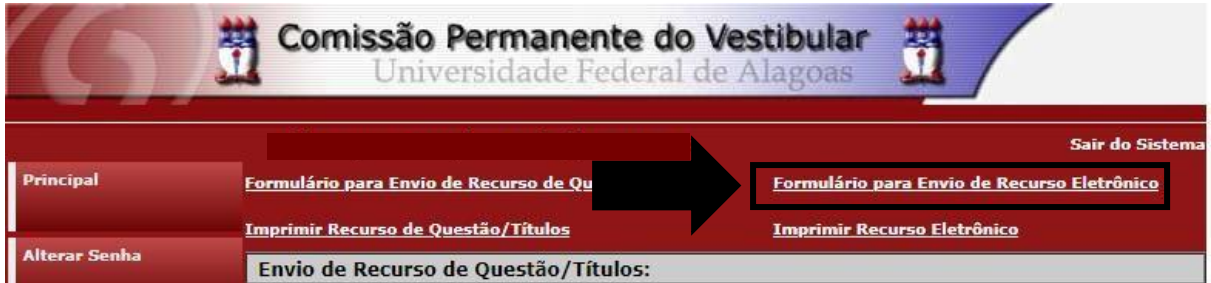 Comissão Permanente do Vestibular
Universidade Federal de Alagoas
Sair do Sistema
Principal
Formulário para Envio de Recurso de
Formulário para Envio de Recurso Eletrônico
Imprimir Recurso de Questão/Títulos
Imprimir Recurso Eletrônico
Alterar Senha
Envio de Recurso de Questão/Títulos: